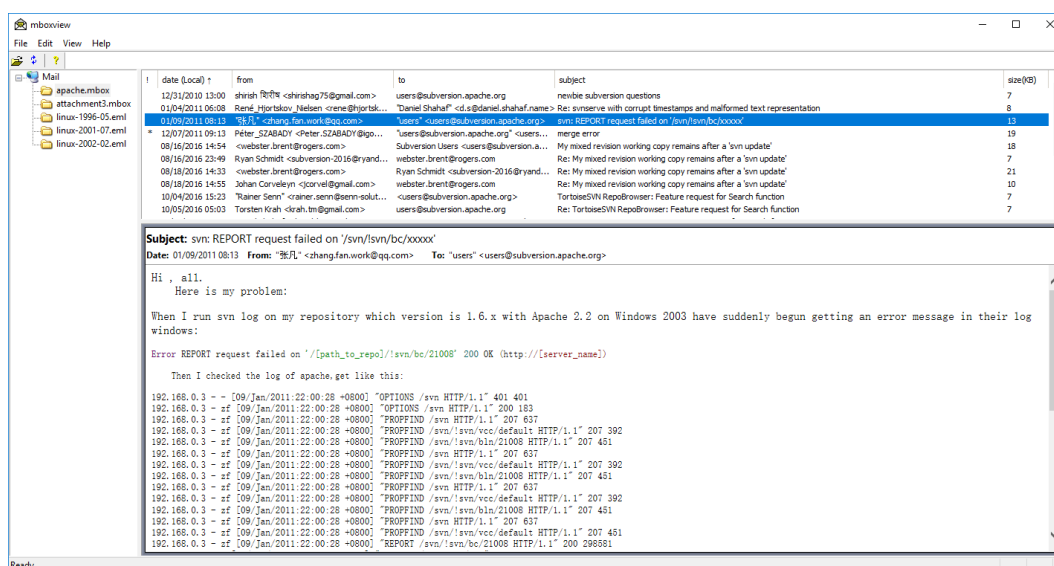 mboxview
File Edit View Help
?
Mail
apache.mbox
attachment3.mbox
linux-1996-05.eml
linux-2001-07.eml
linux-2002-02.eml
! date (Local) ↑ from to subject size(KB)
12/31/2010 13:00 shirish शिरीष <shirishag75@gmail.com> users@subversion.apache.org newbie subversion questions 7
01/04/2011 06:08 René_Hjortskov_Nielsen <rene@hjortsk... "Daniel Shahaf" <d.s@daniel.shahaf.name> Re: svnserve with corrupt timestamps and malformed text representation 8
01/09/2011 08:13 "张凡" <zhang.fan.work@qq.com> "users" <users@subversion.apache.org> svn: REPORT request failed on '/svn/!svn/bc/xxxxx' 13
* 12/07/2011 09:13 Péter_SZABADY <Peter.SZABADY@igo... "users@subversion.apache.org" <users... merge error 19
08/16/2016 14:54 <webster.brent@rogers.com> Subversion Users <users@subversion.a... My mixed revision working copy remains after a 'svn update' 18
08/16/2016 23:49 Ryan Schmidt <subversion-2016@ryand... webster.brent@rogers.com Re: My mixed revision working copy remains after a 'svn update' 7
08/18/2016 14:33 <webster.brent@rogers.com> Ryan Schmidt <subversion-2016@ryand... Re: My mixed revision working copy remains after a 'svn update' 21
08/18/2016 14:55 Johan Corveleyn <jcorvel@gmail.com> webster.brent@rogers.com Re: My mixed revision working copy remains after a 'svn update' 10
10/04/2016 15:23 "Rainer Senn" <rainer.senn@senn-solut... <users@subversion.apache.org> TortoiseSVN RepoBrowser: Feature request for Search function 7
10/05/2016 05:03 Torsten Krah <krah.tm@gmail.com> users@subversion.apache.org Re: TortoiseSVN RepoBrowser: Feature request for Search function 7
Subject: svn: REPORT request failed on '/svn/!svn/bc/xxxxx'
Date: 01/09/2011 08:13 From: "张凡" <zhang.fan.work@qq.com> To: "users" <users@subversion.apache.org>
Hi , all.
Here is my problem:
When I run svn log on my repository which version is 1.6.x with Apache 2.2 on Windows 2003 have suddenly begun getting an error message in their log
windows:
Error REPORT request failed on '/[path_to_repo]/!svn/bc/21008' 200 OK (http://[server_name])
Then I checked the log of apache,get like this:
192.168.0.3 - - [09/Jan/2011:22:00:28 +0800] "OPTIONS /svn HTTP/1.1" 401 401
192.168.0.3 - zf [09/Jan/2011:22:00:28 +0800] "OPTIONS /svn HTTP/1.1" 200 183
192.168.0.3 - zf [09/Jan/2011:22:00:28 +0800] "PROPFIND /svn HTTP/1.1" 207 637
192.168.0.3 - zf [09/Jan/2011:22:00:28 +0800] "PROPFIND /svn/!svn/vcc/default HTTP/1.1" 207 392
192.168.0.3 - zf [09/Jan/2011:22:00:28 +0800] "PROPFIND /svn/!svn/bln/21008 HTTP/1.1" 207 451
192.168.0.3 - zf [09/Jan/2011:22:00:28 +0800] "PROPFIND /svn HTTP/1.1" 207 637
192.168.0.3 - zf [09/Jan/2011:22:00:28 +0800] "PROPFIND /svn/!svn/vcc/default HTTP/1.1" 207 392
192.168.0.3 - zf [09/Jan/2011:22:00:28 +0800] "PROPFIND /svn/!svn/bln/21008 HTTP/1.1" 207 451
192.168.0.3 - zf [09/Jan/2011:22:00:28 +0800] "PROPFIND /svn HTTP/1.1" 207 637
192.168.0.3 - zf [09/Jan/2011:22:00:28 +0800] "PROPFIND /svn/!svn/vcc/default HTTP/1.1" 207 392
192.168.0.3 - zf [09/Jan/2011:22:00:28 +0800] "PROPFIND /svn/!svn/bln/21008 HTTP/1.1" 207 451
192.168.0.3 - zf [09/Jan/2011:22:00:28 +0800] "PROPFIND /svn HTTP/1.1" 207 637
192.168.0.3 - zf [09/Jan/2011:22:00:28 +0800] "PROPFIND /svn/!svn/vcc/default HTTP/1.1" 207 451
192.168.0.3 - zf [09/Jan/2011:22:00:28 +0800] "REPORT /svn/!svn/bc/21008 HTTP/1.1" 200 298581
Ready